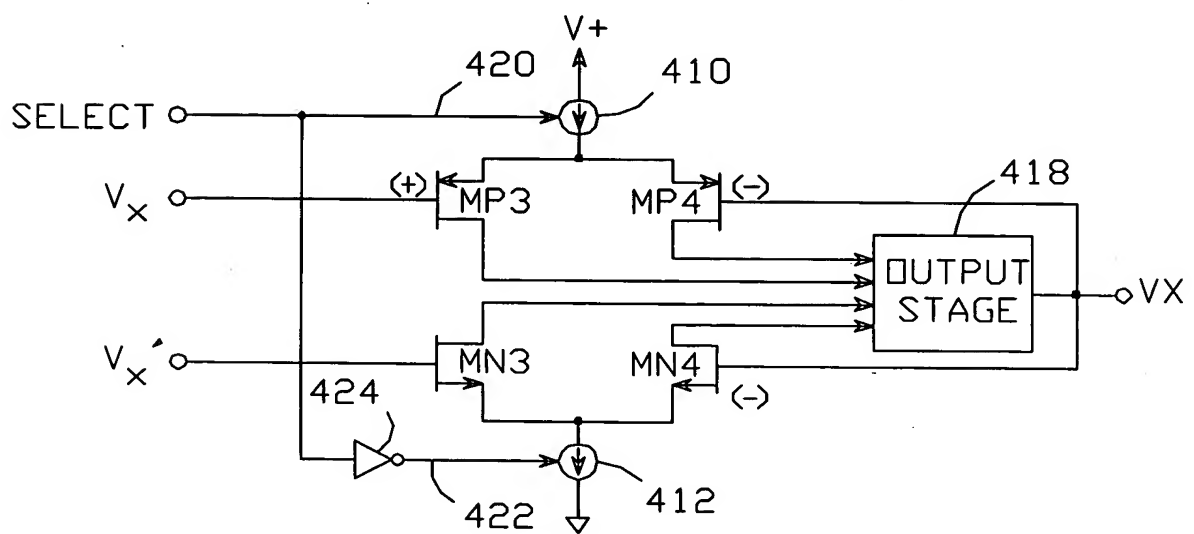 V+
420
410
SELECT
(+)
MP3
MP4
(-)
418
Vx
OUTPUT
STAGE
VX
Vx′
MN3
MN4
(-)
424
422
412